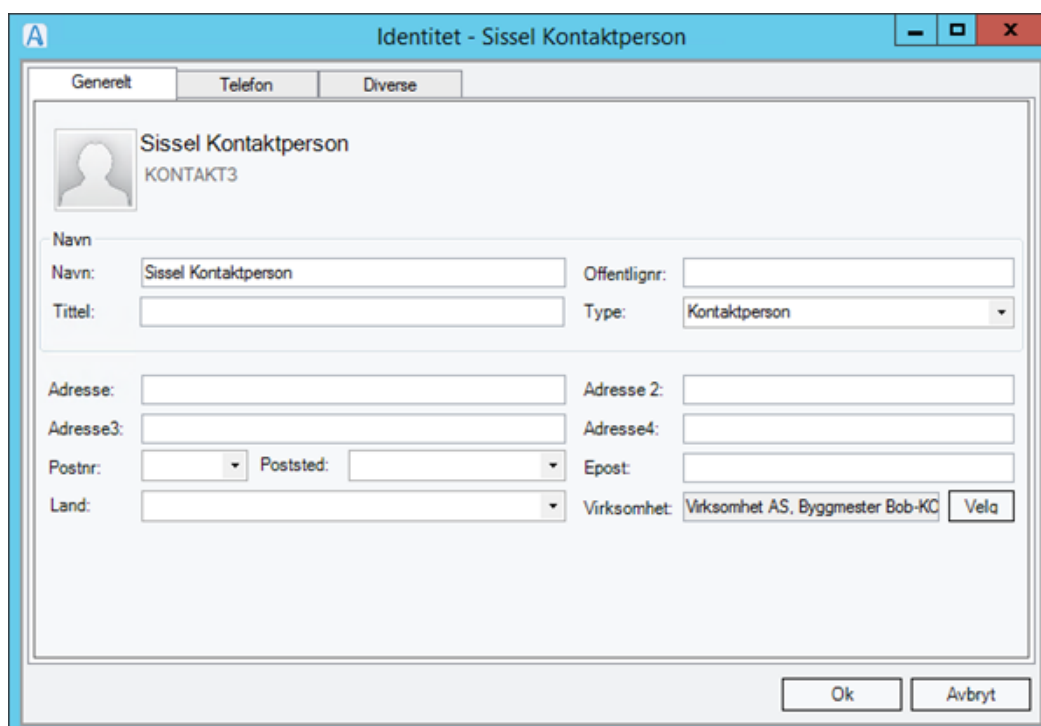 A
Identitet - Sissel Kontaktperson
Generelt Telefon Diverse
Sissel Kontaktperson
KONTAKT3
Navn
Navn: Sissel Kontaktperson Offentlignr:
Tittel: Type: Kontaktperson
Adresse: Adresse 2:
Adresse3: Adresse4:
Postnr: Poststed: Epost:
Land: Virksomhet: Virksomhet AS, Byggmester Bob-KO Velg
Ok Avbryt